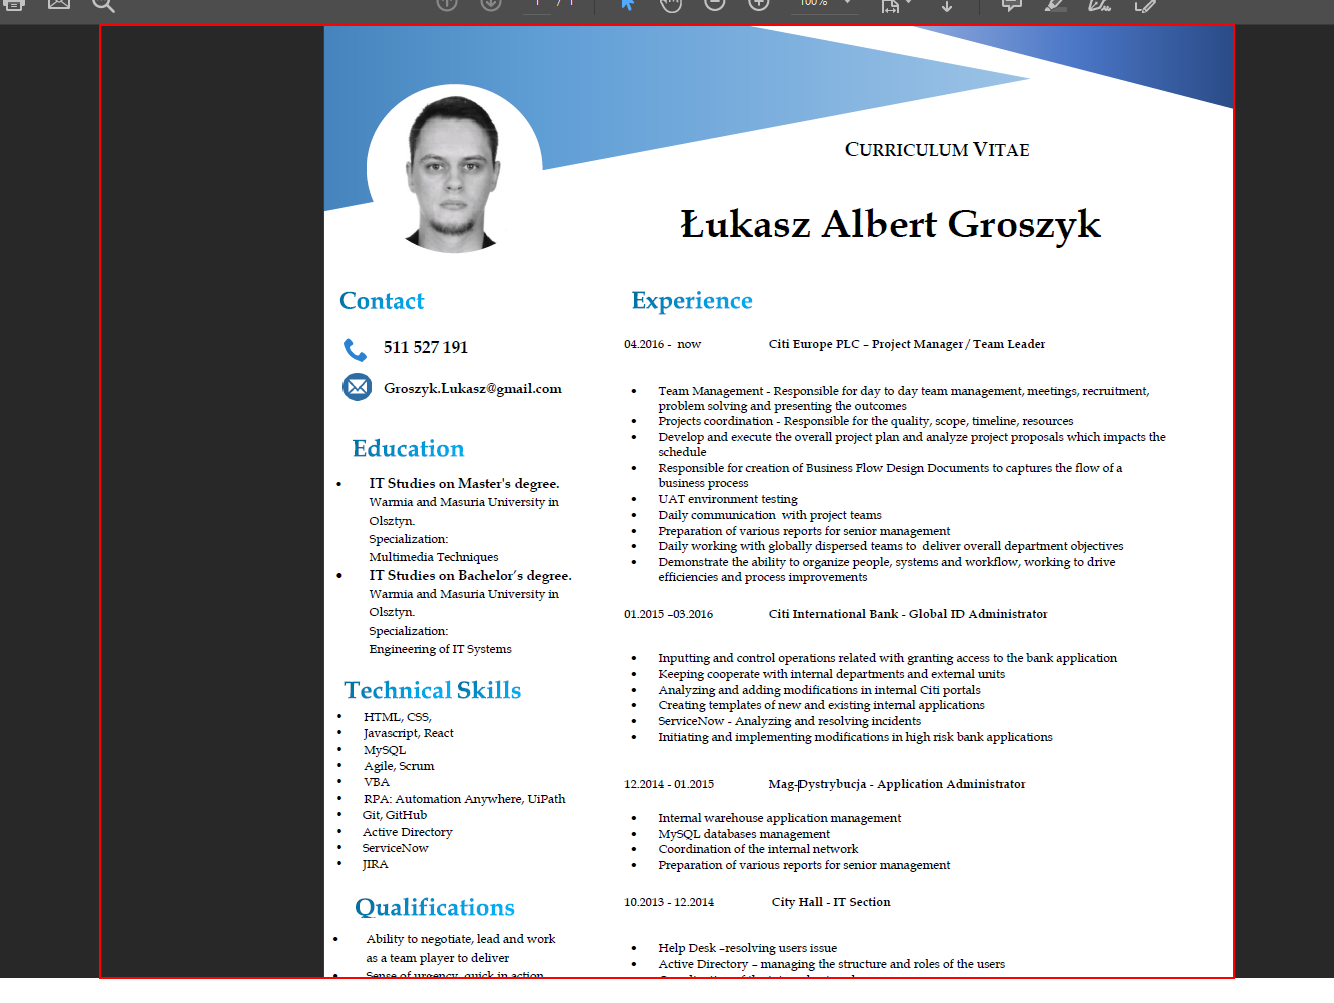 1 / 1
100%
CURRICULUM VITAE
Łukasz Albert Groszyk
Contact
511 527 191
Groszyk.Lukasz@gmail.com
Education
• IT Studies on Master's degree.
Warmia and Masuria University in
Olsztyn.
Specialization:
Multimedia Techniques
• IT Studies on Bachelor’s degree.
Warmia and Masuria University in
Olsztyn.
Specialization:
Engineering of IT Systems
Technical Skills
• HTML, CSS,
• Javascript, React
• MySQL
• Agile, Scrum
• VBA
• RPA: Automation Anywhere, UiPath
• Git, GitHub
• Active Directory
• ServiceNow
• JIRA
Qualifications
• Ability to negotiate, lead and work
as a team player to deliver
• Sense of urgency, quick in action
Experience
04.2016 - now Citi Europe PLC – Project Manager / Team Leader
• Team Management - Responsible for day to day team management, meetings, recruitment,
problem solving and presenting the outcomes
• Projects coordination - Responsible for the quality, scope, timeline, resources
• Develop and execute the overall project plan and analyze project proposals which impacts the
schedule
• Responsible for creation of Business Flow Design Documents to captures the flow of a
business process
• UAT environment testing
• Daily communication with project teams
• Preparation of various reports for senior management
• Daily working with globally dispersed teams to deliver overall department objectives
• Demonstrate the ability to organize people, systems and workflow, working to drive
efficiencies and process improvements
01.2015 –03.2016 Citi International Bank - Global ID Administrator
• Inputting and control operations related with granting access to the bank application
• Keeping cooperate with internal departments and external units
• Analyzing and adding modifications in internal Citi portals
• Creating templates of new and existing internal applications
• ServiceNow - Analyzing and resolving incidents
• Initiating and implementing modifications in high risk bank applications
12.2014 - 01.2015 Mag-Dystrybucja - Application Administrator
• Internal warehouse application management
• MySQL databases management
• Coordination of the internal network
• Preparation of various reports for senior management
10.2013 - 12.2014 City Hall - IT Section
• Help Desk –resolving users issue
• Active Directory – managing the structure and roles of the users